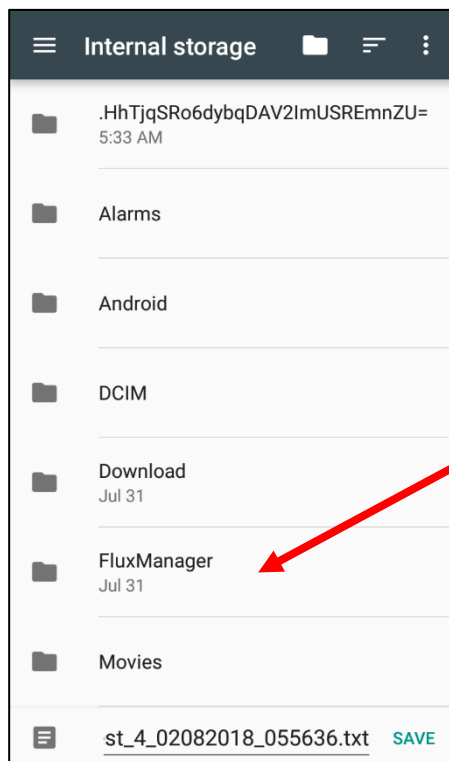 Internal storage
.HhTjqSRo6dybqDAV2ImUSREmnZU=
5:33 AM
Alarms
Android
DCIM
Download
Jul 31
FluxManager
Jul 31
Movies
st_4_02082018_055636.txt SAVE